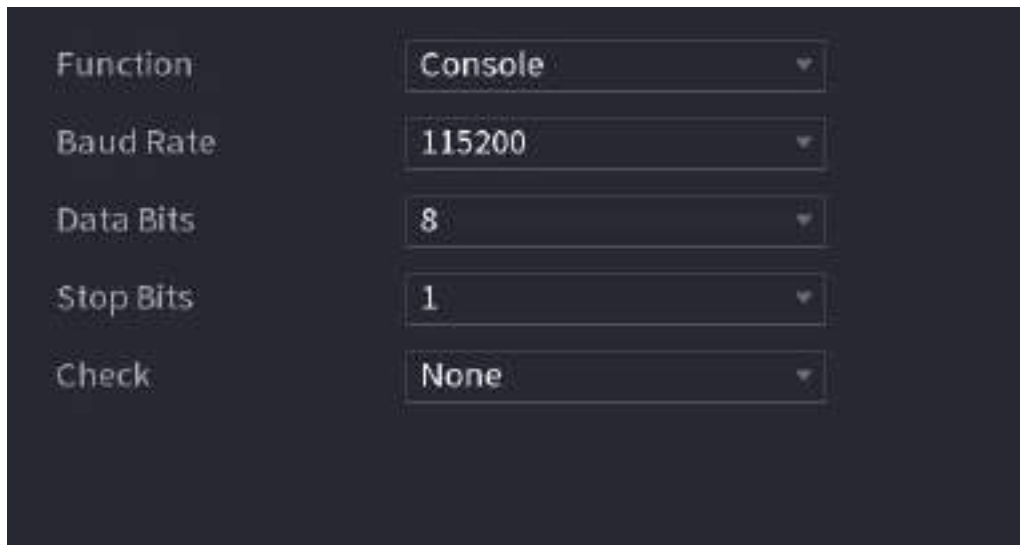 Function Console
Baud Rate 115200
Data Bits 8
Stop Bits 1
Check None